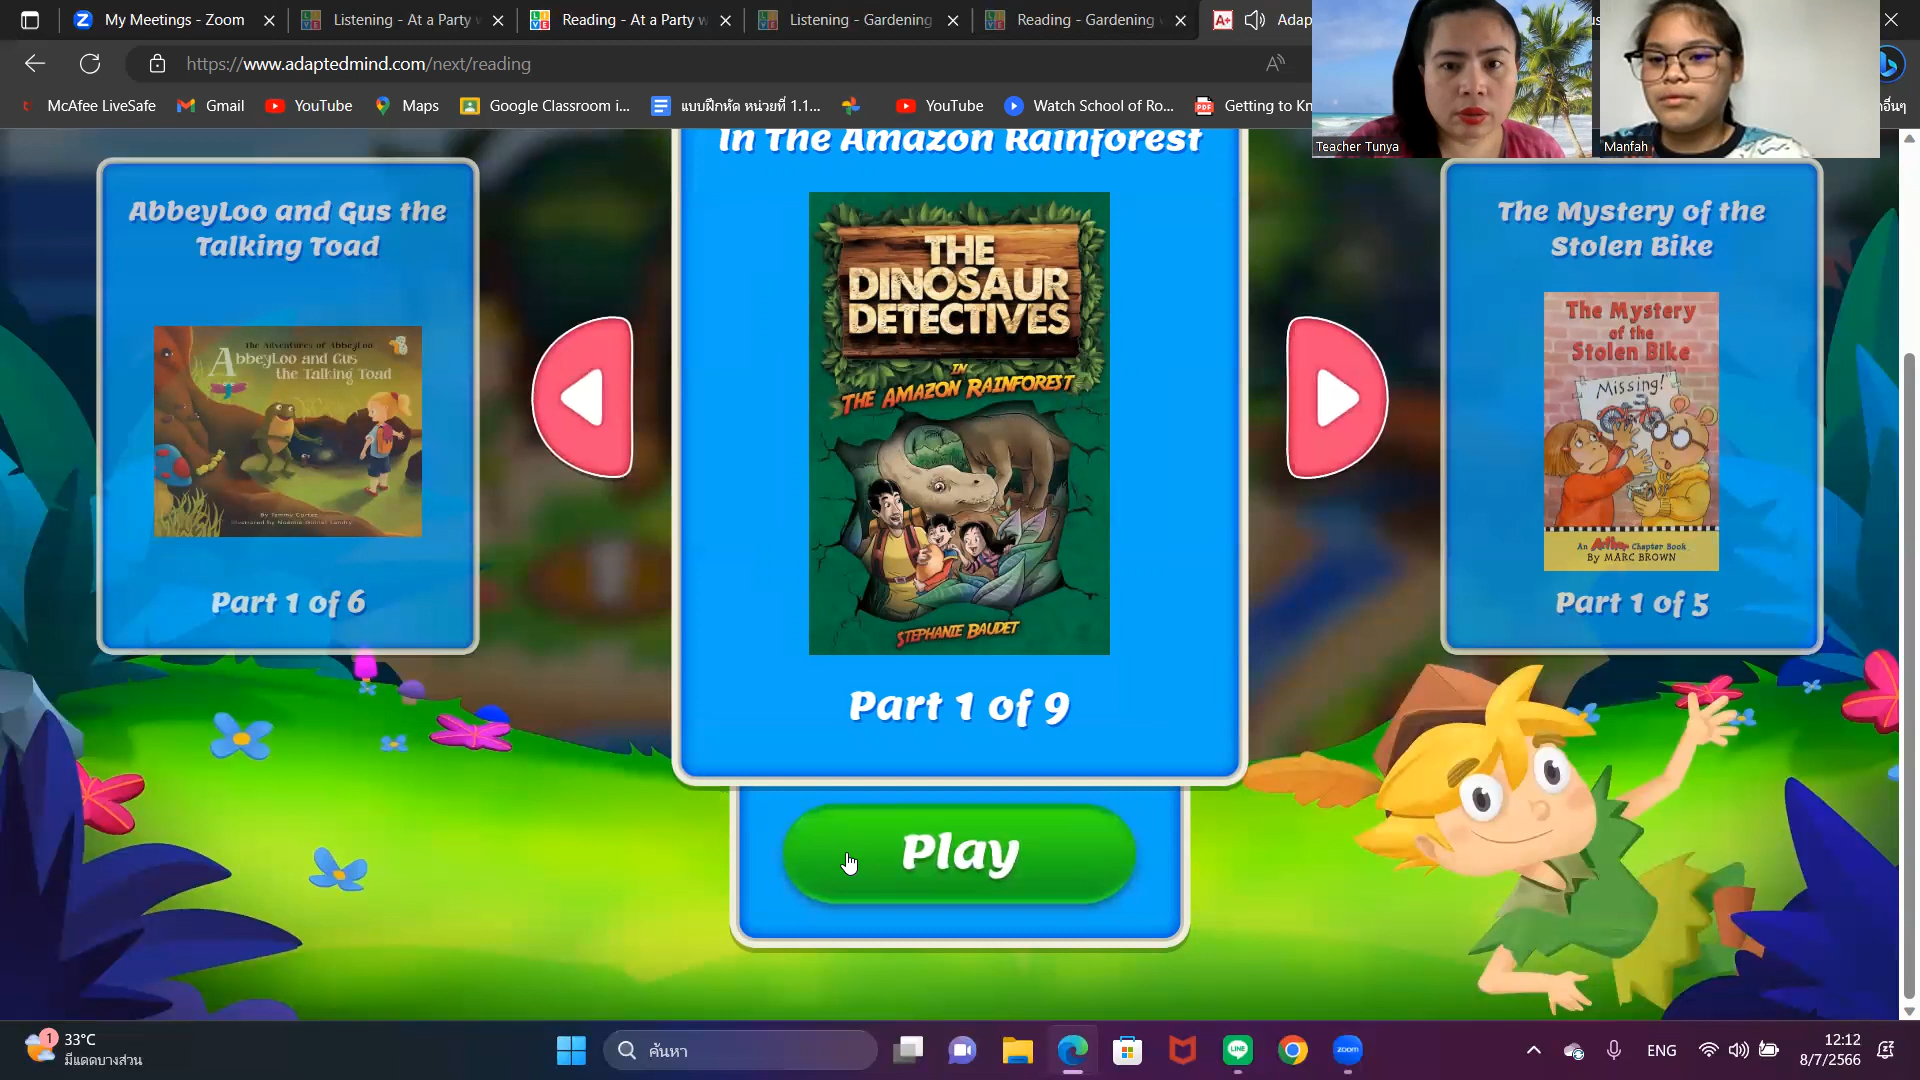 My Meetings - Zoom
Listening - At a Party
Reading - At a Party w
Listening - Gardening
Reading - Gardening
Adap
https://www.adaptedmind.com/next/reading
McAfee LiveSafe
Gmail
YouTube
Maps
Google Classroom i...
แบบฝึกหัด หน่วยที่ 1.1...
YouTube
Watch School of Ro...
Getting to Kn
Teacher Tunya
Manfah
AbbeyLoo and Gus the
Talking Toad
The Adventures of AbbeyLoo
AbbeyLoo and Gus
the Talking Toad
By Tammy Cortez
Part 1 of 6
In The Amazon Rainforest
THE
DINOSAUR
DETECTIVES
IN
THE AMAZON RAINFOREST
STEPHANIE BAUDET
Part 1 of 9
Play
The Mystery of the
Stolen Bike
The Mystery
of the
Stolen Bike
Missing!
An Arthur Chapter Book
By MARC BROWN
Part 1 of 5
1
33°C
มีแดดบางส่วน
ค้นหา
LINE
zoom
ENG
12:12
8/7/2566